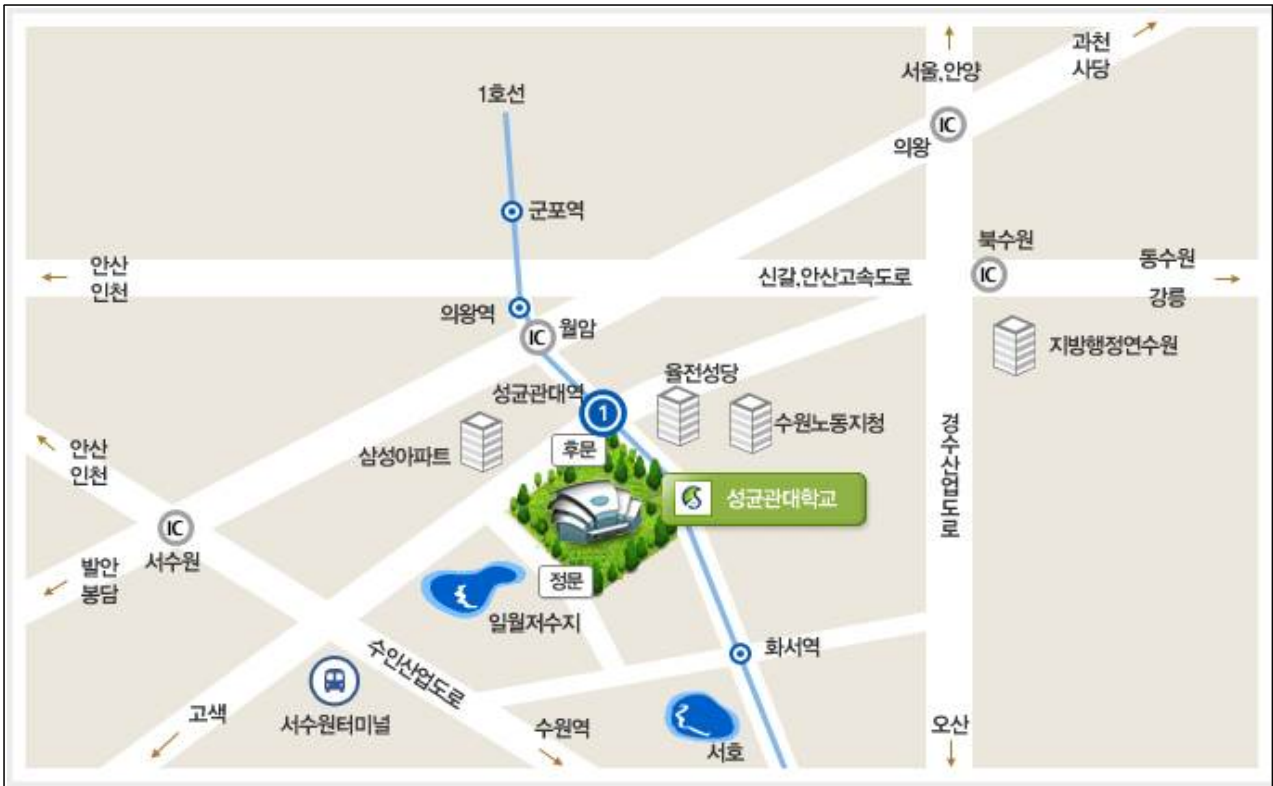 과천
사당
서울,안양
1호선
IC
의왕
군포역
북수원
안산
인천
신갈,안산고속도로
IC
동수원
강릉
의왕역
IC
월암
지방행정연수원
율전성당
성균관대역
1
수원노동지청
안산
인천
삼성아파트
후문
경수산업도로
성균관대학교
IC
서수원
발안
봉담
정문
일월저수지
수인산업도로
화서역
고색
서수원터미널
수원역
서호
오산